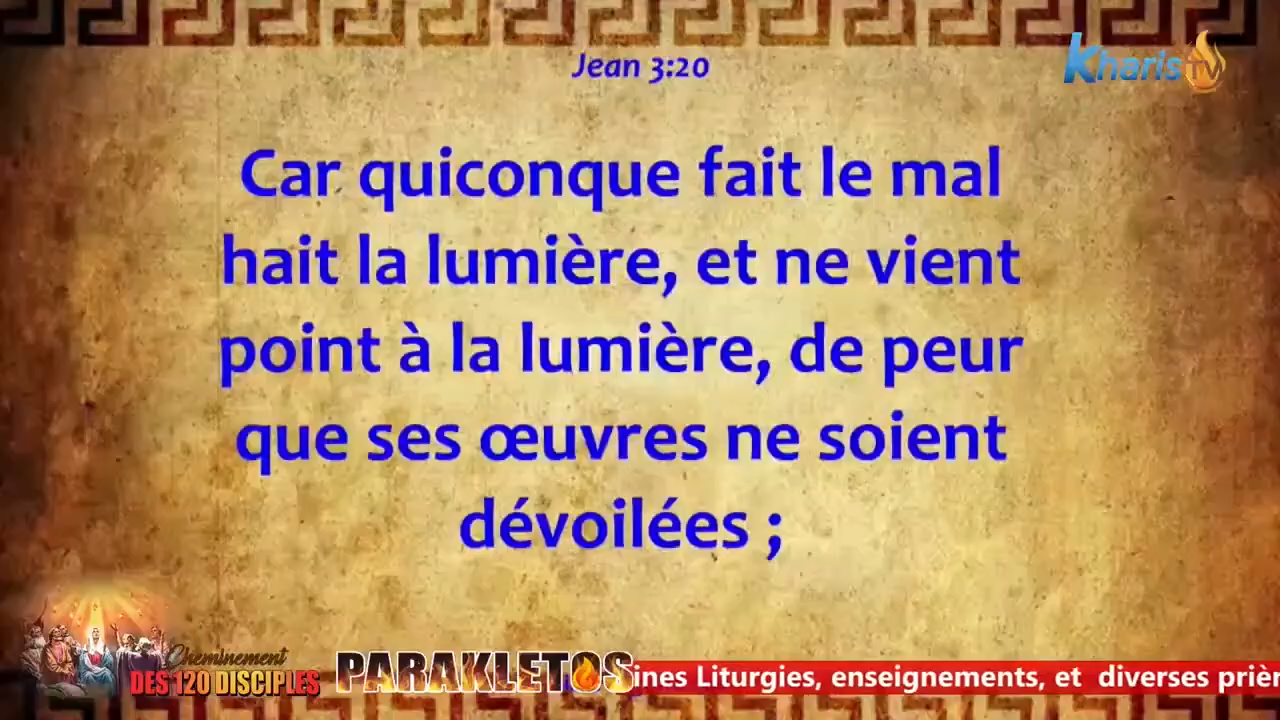 Jean 3:20
Kharis TV
Car quiconque fait le mal
hait la lumière, et ne vient
point à la lumière, de peur
que ses œuvres ne soient
dévoilées ;
Cheminement
DES 120 DISCIPLES
PARAKLETOS
ines Liturgies, enseignements, et diverses prièr